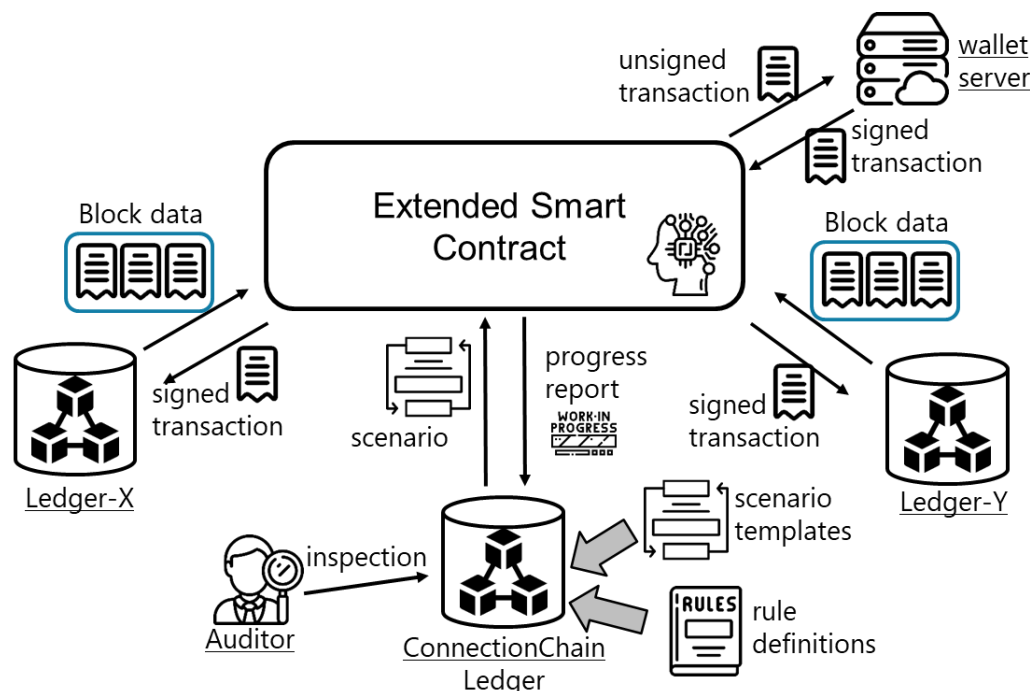 unsigned
transaction
wallet
server
signed
transaction
Extended Smart
Contract
Block data
Block data
signed
transaction
scenario
progress
report
WORK-IN
PROGRESS
signed
transaction
Ledger-X
Ledger-Y
scenario
templates
inspection
Auditor
ConnectionChain
Ledger
RULES
rule
definitions